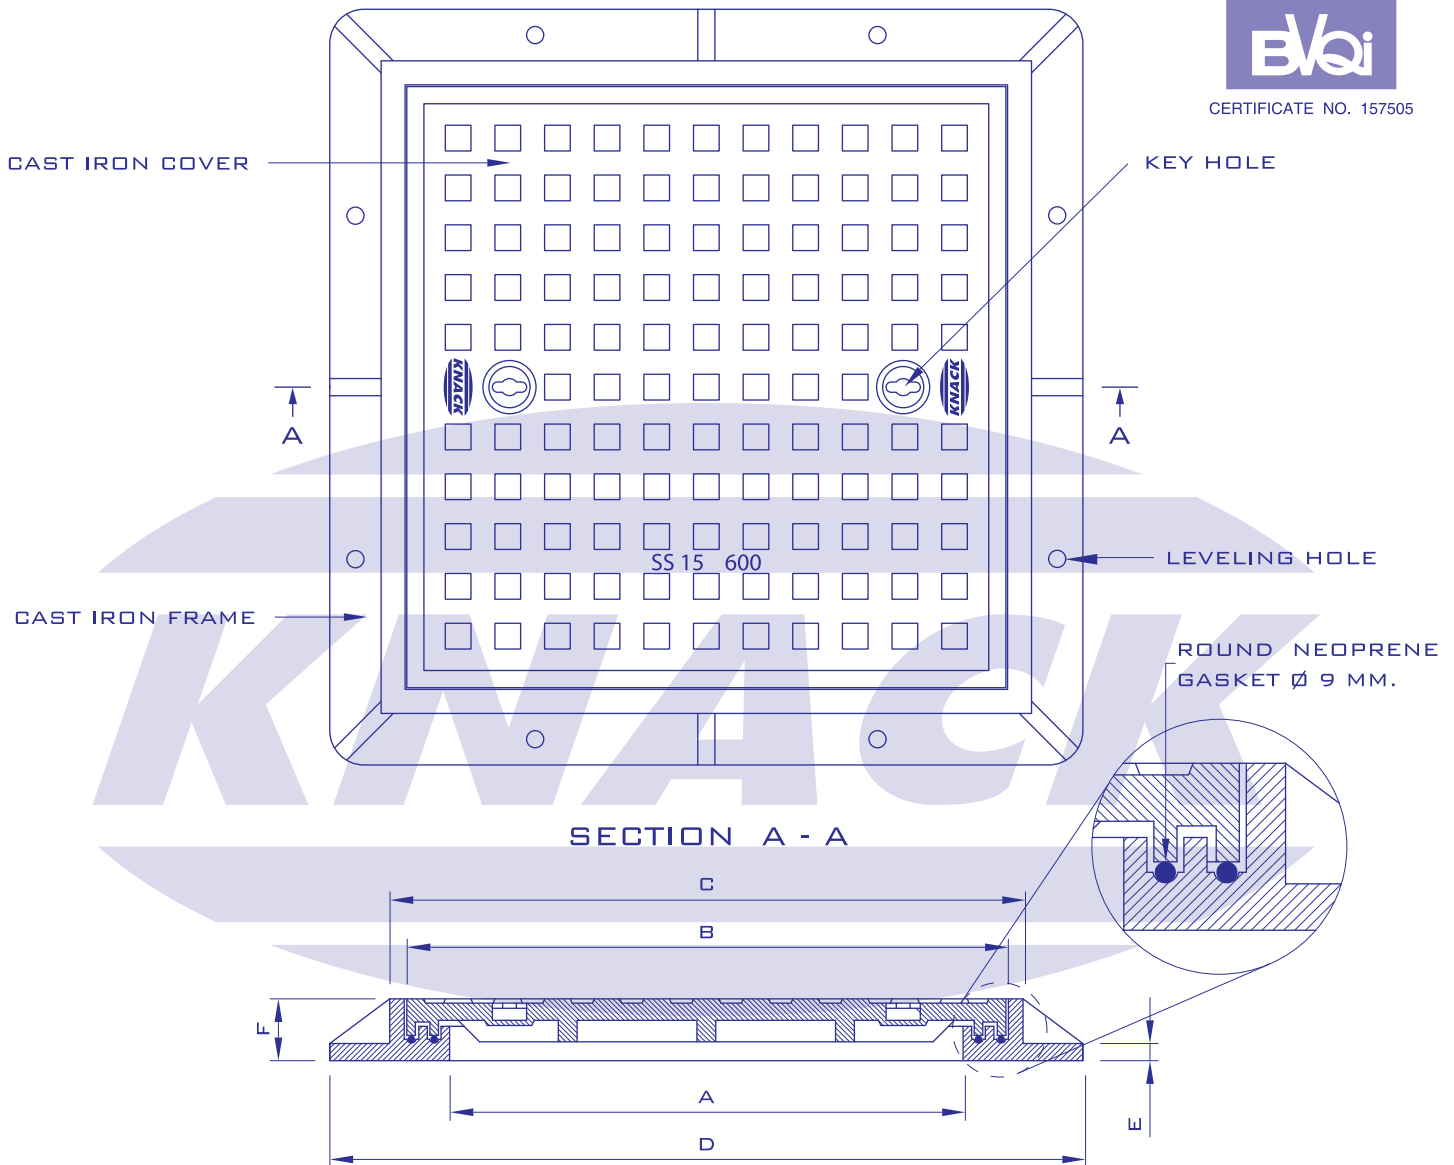 BVQi
CERTIFICATE NO. 157505
CAST IRON COVER
KEY HOLE
KNACK
KNACK
A
A
SS 15 600
LEVELING HOLE
CAST IRON FRAME
ROUND NEOPRENE
GASKET Ø 9 MM.
KNACK
SECTION A - A
C
B
F
A
E
D